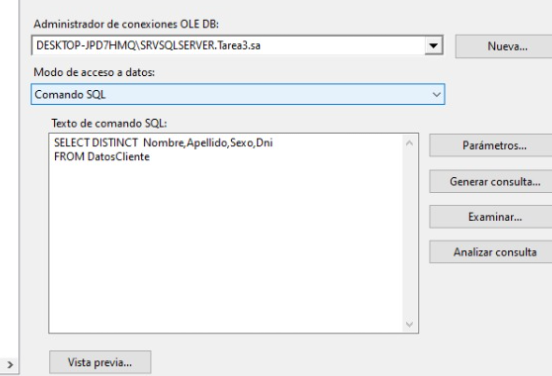 Administrador de conexiones OLE DB:
DESKTOP-JPD7HMQ\SRVSQLSERVER.Tarea3.sa
Nueva...
Modo de acceso a datos:
Comando SQL
Texto de comando SQL:
SELECT DISTINCT  Nombre,Apellido,Sexo,Dni
FROM DatosCliente
Parámetros...
Generar consulta...
Examinar...
Analizar consulta
Vista previa...